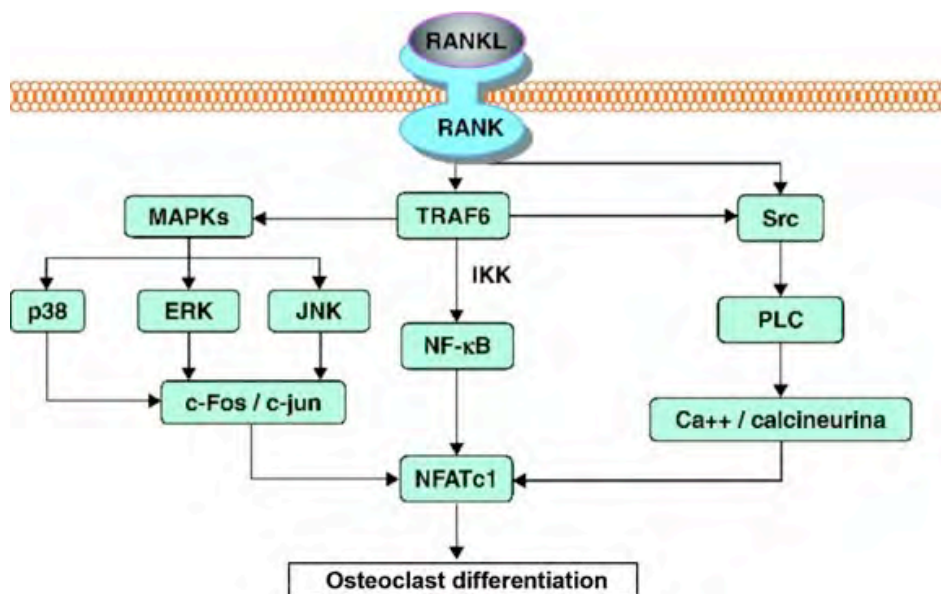 RANKL
RANK
MAPKs
TRAF6
Src
IKK
p38
ERK
JNK
NF-κB
PLC
c-Fos / c-jun
Ca++ / calcineurina
NFATc1
Osteoclast differentiation